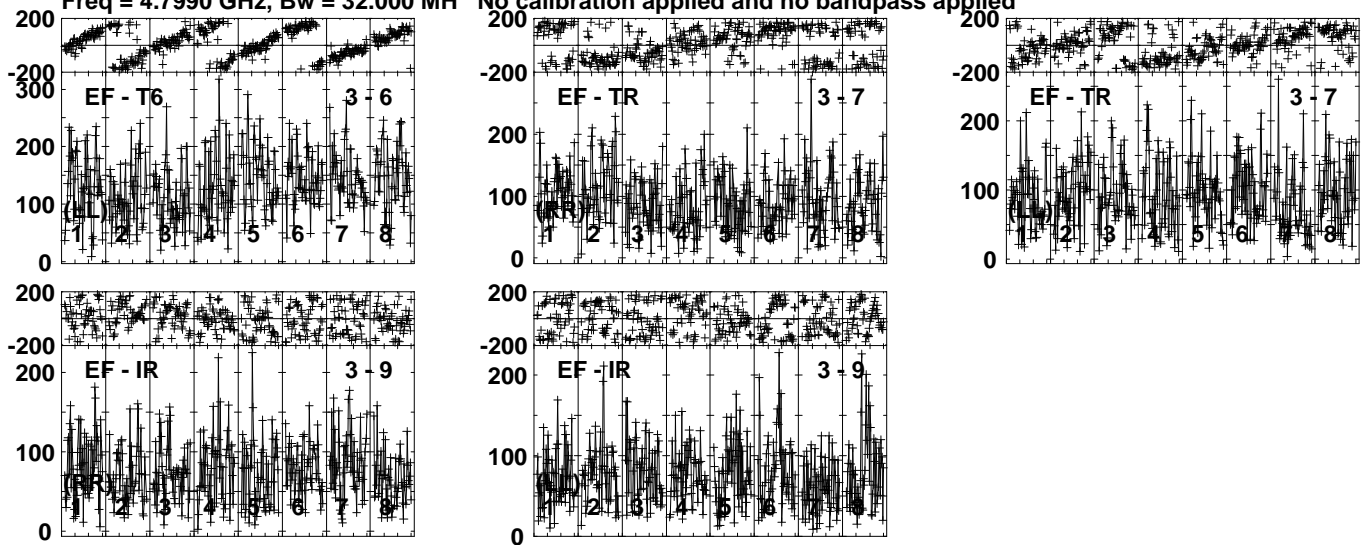 Freq = 4.7990 GHz, Bw = 32.000 MH No calibration applied and no bandpass applied
200
-200
EF - T6 3 - 6
300
200
100
0
(LL)
1 2 3 4 5 6 7 8
200
-200
EF - TR 3 - 7
200
100
0
(RR)
1 2 3 4 5 6 7 8
200
-200
EF - TR 3 - 7
200
100
0
(LL)
1 2 3 4 5 6 7 8
200
-200
EF - IR 3 - 9
200
100
0
(RR)
1 2 3 4 5 6 7 8
200
-200
EF - IR 3 - 9
200
100
0
(LL)
1 2 3 4 5 6 7 8